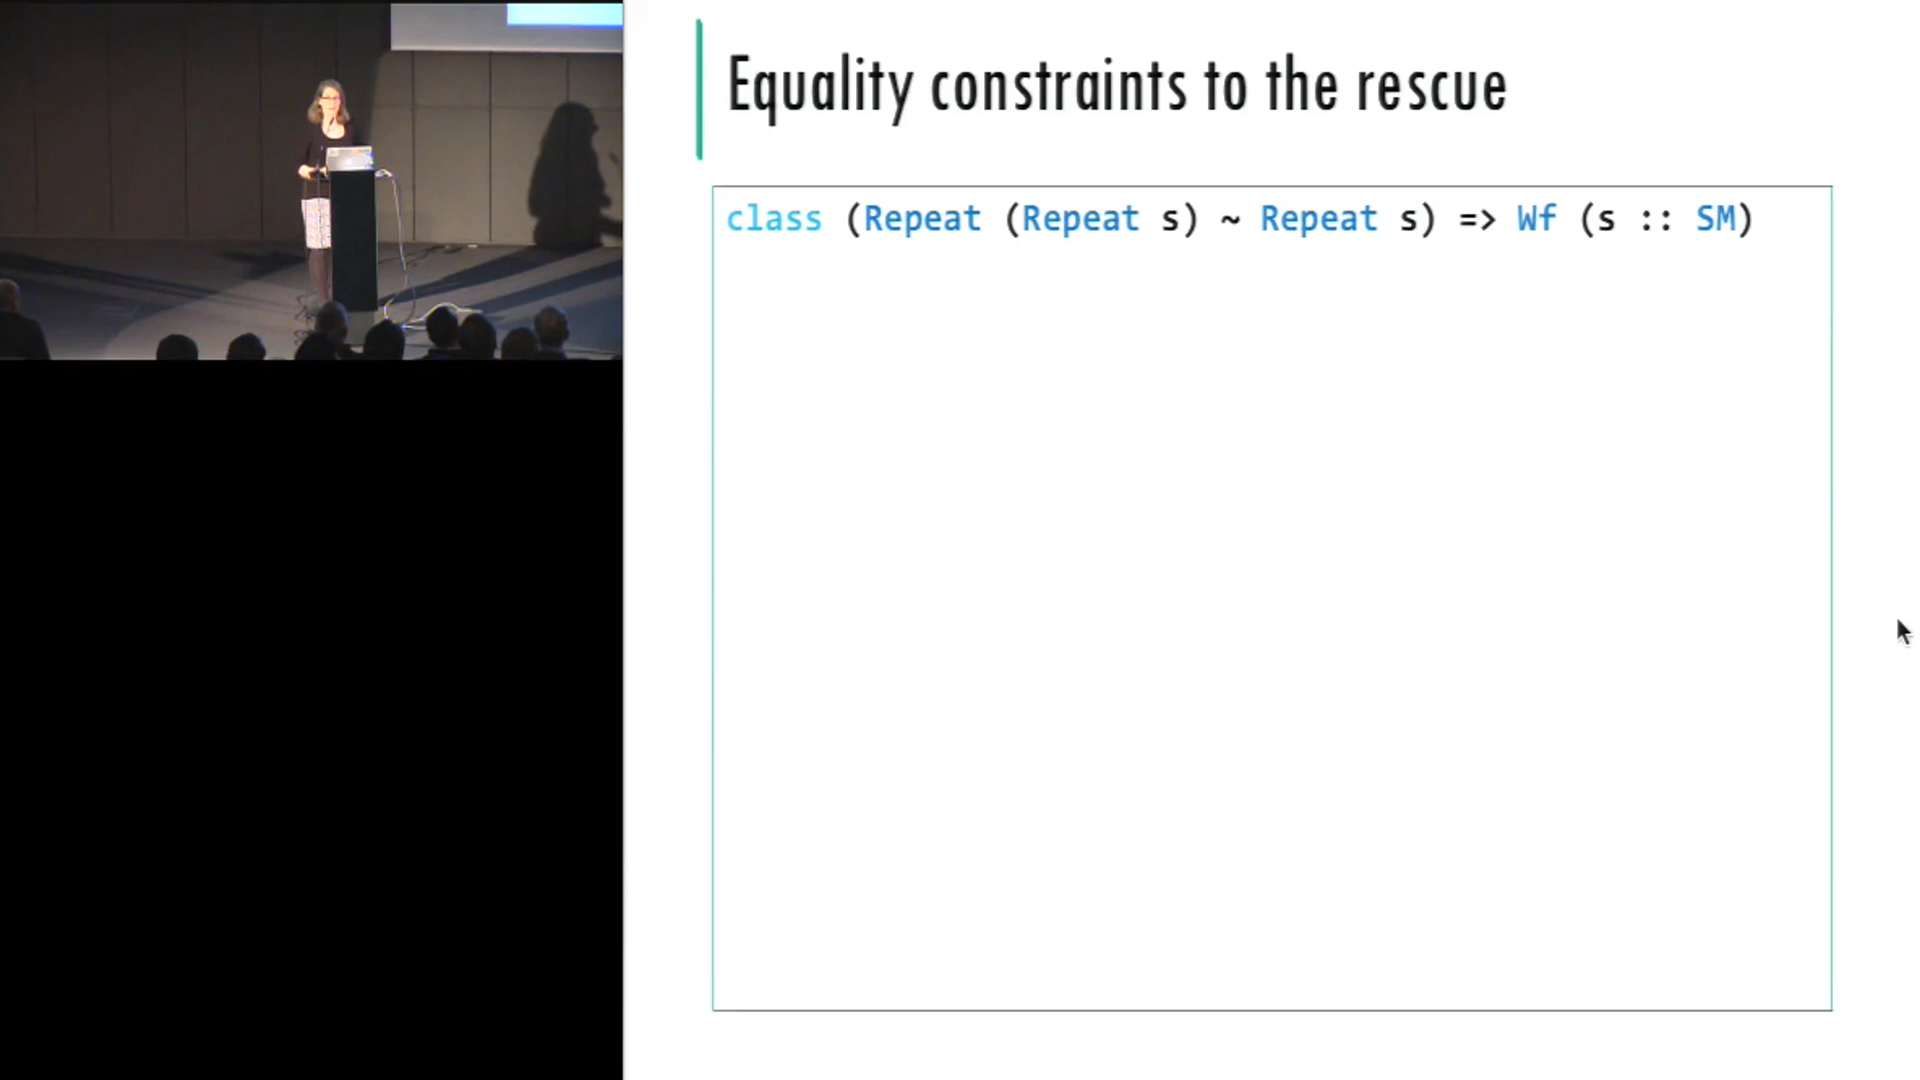 Equality constraints to the rescue
class (Repeat (Repeat s) ~ Repeat s) => Wf (s :: SM)